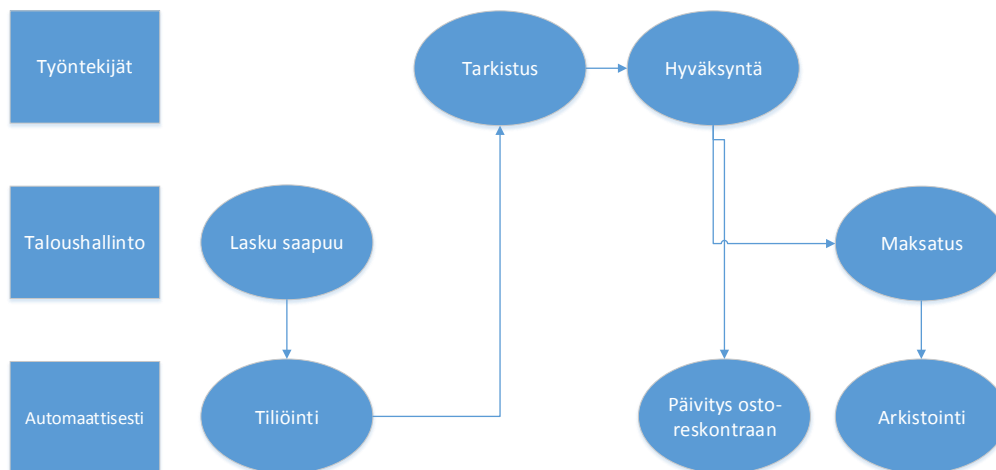 Työntekijät
Tarkistus
Hyväksyntä
Taloushallinto
Lasku saapuu
Maksatus
Automaattisesti
Tiliöinti
Päivitys osto-
reskontraan
Arkistointi